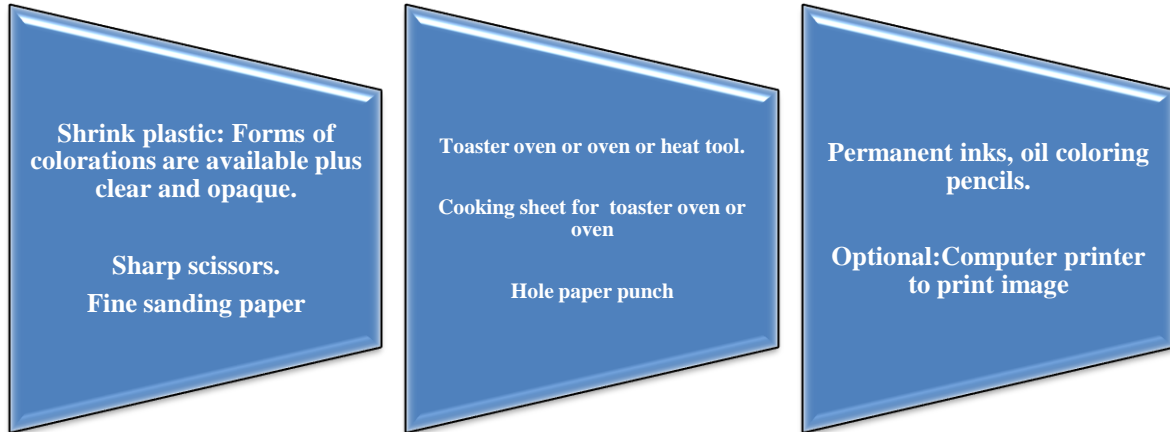 Shrink plastic: Forms of
colorations are available plus
clear and opaque.
Sharp scissors.
Fine sanding paper
Toaster oven or oven or heat tool.
Cooking sheet for  toaster oven or
oven
Hole paper punch
Permanent inks, oil coloring
pencils.
Optional:Computer printer
to print image